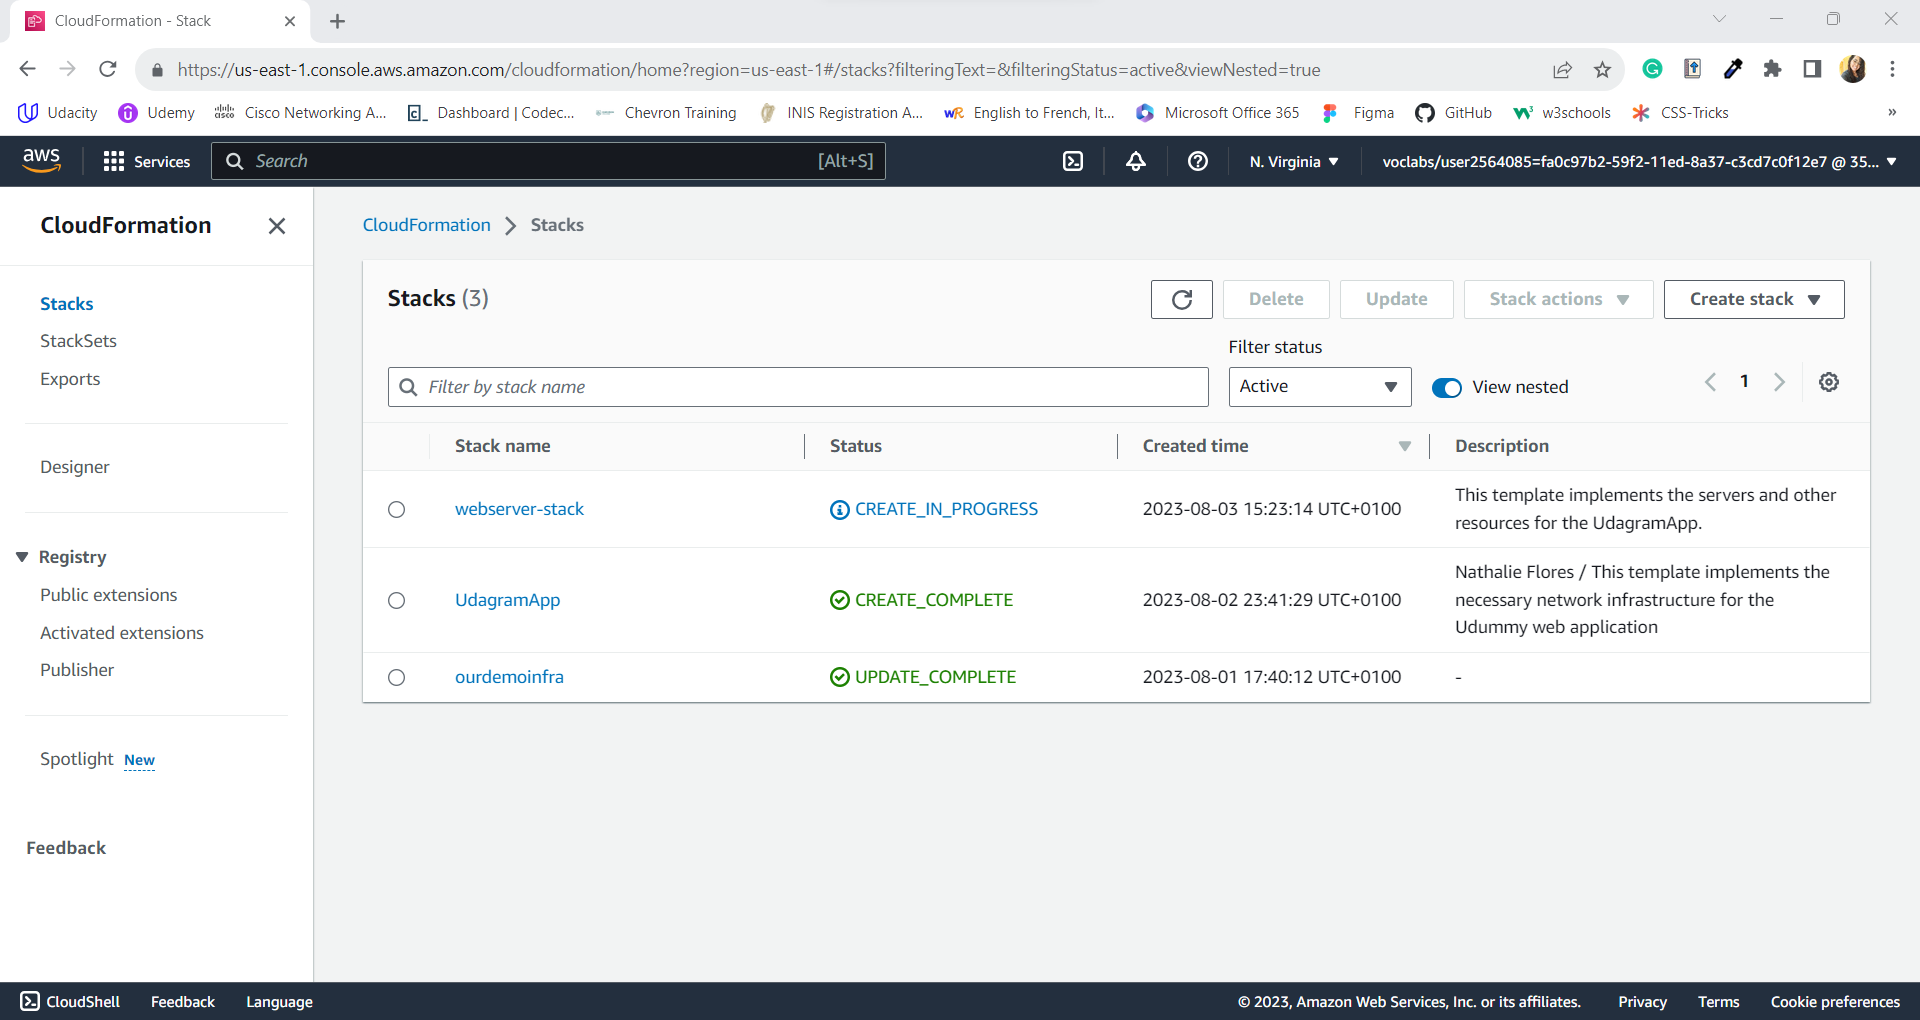 CloudFormation - Stack
https://us-east-1.console.aws.amazon.com/cloudformation/home?region=us-east-1#/stacks?filteringText=&filteringStatus=active&viewNested=true
Udacity Udemy Cisco Networking A... Dashboard | Codec... Chevron Training INIS Registration A... English to French, It... Microsoft Office 365 Figma GitHub w3schools CSS-Tricks »
aws Services Search [Alt+S] N. Virginia voclabs/user2564085=fa0c97b2-59f2-11ed-8a37-c3cd7c0f12e7 @ 35...
CloudFormation
Stacks
StackSets
Exports
Designer
Registry
Public extensions
Activated extensions
Publisher
Spotlight New
Feedback
CloudFormation Stacks
Stacks (3) Delete Update Stack actions Create stack
Filter status
Filter by stack name Active View nested 1
Stack name Status Created time Description
webserver-stack CREATE_IN_PROGRESS 2023-08-03 15:23:14 UTC+0100 This template implements the servers and other
resources for the UdagramApp.
UdagramApp CREATE_COMPLETE 2023-08-02 23:41:29 UTC+0100 Nathalie Flores / This template implements the
necessary network infrastructure for the
Udummy web application
ourdemoinfra UPDATE_COMPLETE 2023-08-01 17:40:12 UTC+0100 -
CloudShell Feedback Language © 2023, Amazon Web Services, Inc. or its affiliates. Privacy Terms Cookie preferences